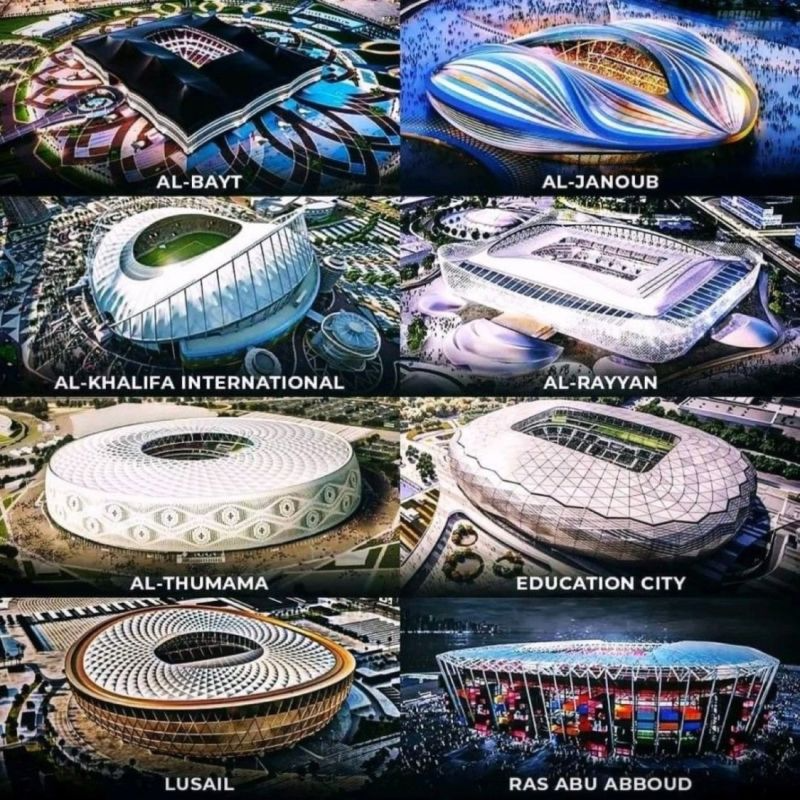 AL-BAYT
AL-JANOUB
AL-KHALIFA INTERNATIONAL
AL-RAYYAN
AL-THUMAMA
EDUCATION CITY
LUSAIL
RAS ABU ABBOUD